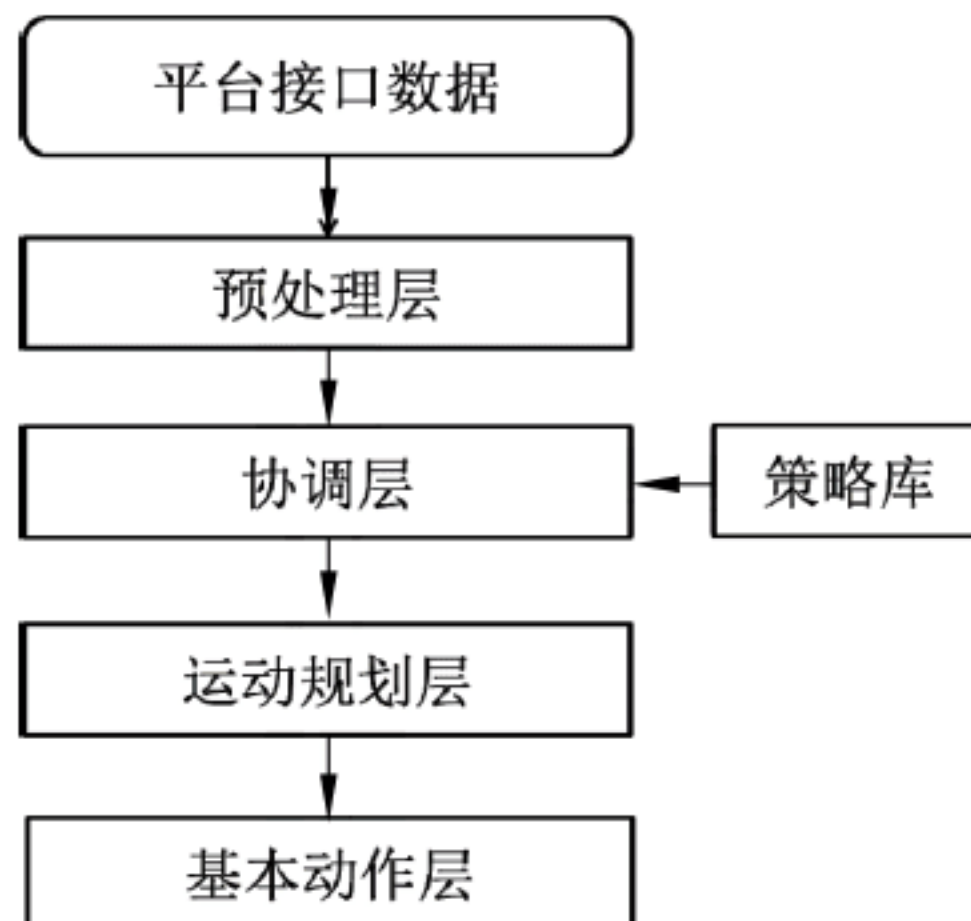 平台接口数据
预处理层
协调层
策略库
运动规划层
基本动作层